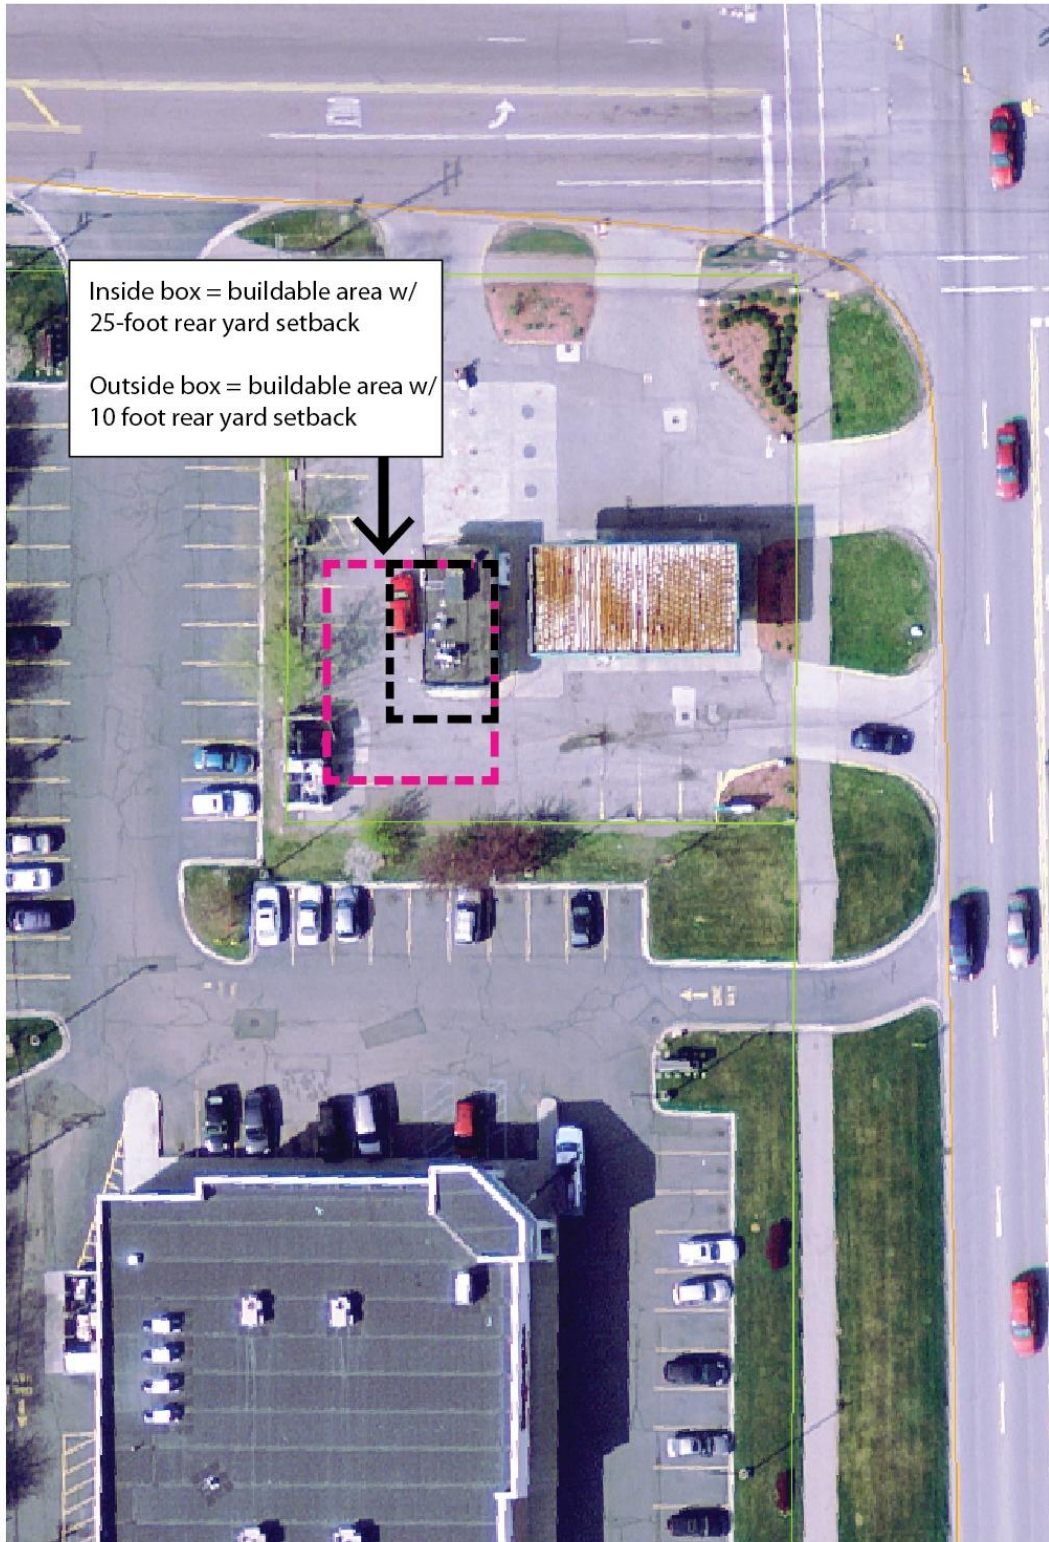 Inside box = buildable area w/
25-foot rear yard setback
Outside box = buildable area w/
10 foot rear yard setback